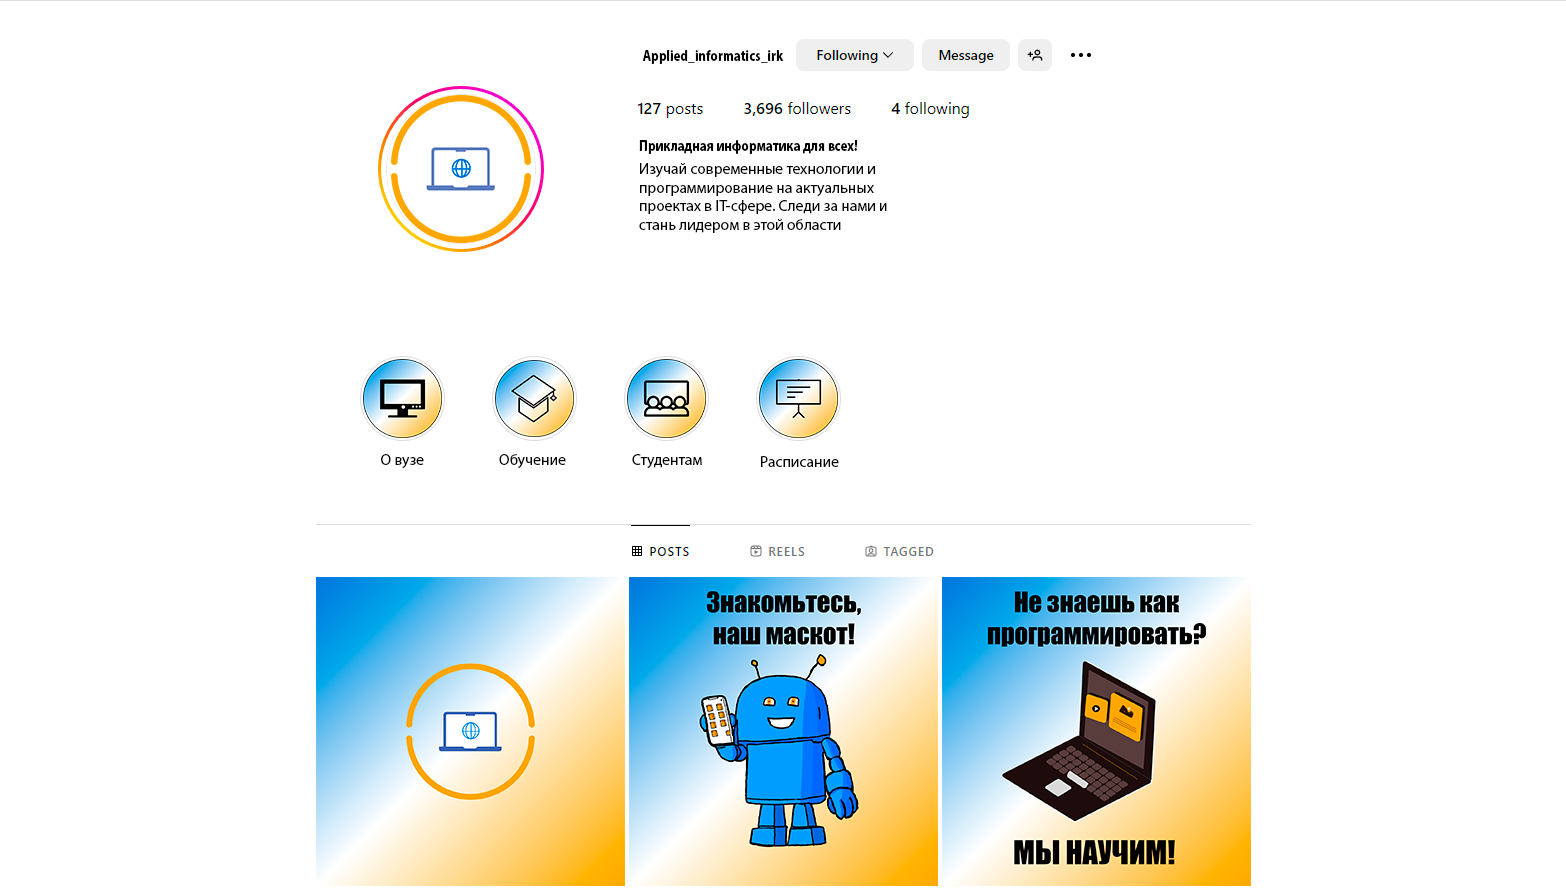 Applied_informatics_irk Following Message
127 posts 3,696 followers 4 following
Прикладная информатика для всех!
Изучай современные технологии и
программирование на актуальных
проектах в IT-сфере. Следи за нами и
стань лидером в этой области
О вузе Обучение Студентам Расписание
POSTS REELS TAGGED
Знакомьтесь,
наш маскот!
Не знаешь как
программировать?
МЫ НАУЧИМ!